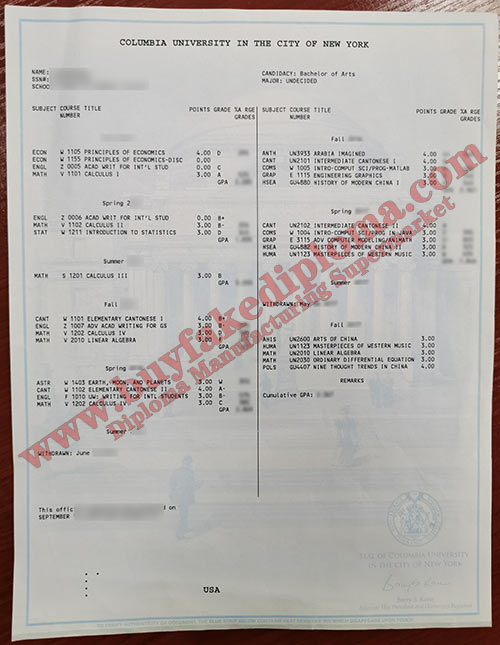 COLUMBIA UNIVERSITY IN THE CITY OF NEW YORK
NAME:
SSN#:
SCHOO
CANDIDACY: Bachelor of Arts
MAJOR: UNDECIDED
SUBJECT COURSE TITLE POINTS GRADE %A RGE
NUMBER GRADES
ECON W 1105 PRINCIPLES OF ECONOMICS 4.00 D
ECON W 1155 PRINCIPLES OF ECONOMICS-DISC 0.00
ENGL Z 0005 ACAD WRIT FOR INT'L STUD 0.00 C
MATH V 1101 CALCULUS I 3.00 A
GPA
Spring 2
ENGL Z 0006 ACAD WRIT FOR INT'L STUD 0.00 B+
MATH V 1102 CALCULUS II 3.00 B-
STAT W 1211 INTRODUCTION TO STATISTICS 3.00 D
GPA
Summer
MATH S 1201 CALCULUS III 3.00 B
GPA
Fall
CANT W 1101 ELEMENTARY CANTONESE I 4.00 B+
ENGL Z 1007 ADV ACAD WRITING FOR GS 3.00
MATH V 1202 CALCULUS IV 3.00 D
MATH V 2010 LINEAR ALGEBRA 3.00
Spring
ASTR W 1403 EARTH, MOON, AND PLANETS 3.00 W
CANT W 1102 ELEMENTARY CANTONESE II 4.00 A-
ENGL F 1010 UW: WRITING FOR INTL STUDENTS 3.00 B-
MATH V 1202 CALCULUS IV 3.00 C
GPA
Summer
WITHDRAWN: June
This offic d on
SEPTEMBER
SUBJECT COURSE TITLE POINTS GRADE %A RGE
NUMBER GRADES
Fall
ANTH UN3933 ARABIA IMAGINED 4.00
CANT UN2101 INTERMEDIATE CANTONESE I 4.00
COMS W 1005 INTRO-COMPUT SCI/PROG-MATLAB 3.00
GRAP E 1115 ENGINEERING GRAPHICS 3.00
HSEA GU4880 HISTORY OF MODERN CHINA I 3.00
Spring
CANT UN2102 INTERMEDIATE CANTONESE II 4.00
COMS W 1004 INTRO-COMPUT SCI/PROG IN JAVA 3.00
GRAP E 3115 ADV COMPUTER MODELING/ANIMATN 3.00
HSEA GU4882 HISTORY OF MODERN CHINA II 3.00
HUMA UN1123 MASTERPIECES OF WESTERN MUSIC 3.00
Summer
WITHDRAWN: May
Fall
AHIS UN2600 ARTS OF CHINA 3.00
HUMA UN1123 MASTERPIECES OF WESTERN MUSIC 3.00
MATH UN2010 LINEAR ALGEBRA 3.00
MATH UN2030 ORDINARY DIFFERENTIAL EQUATION 3.00
POLS GU4407 NINE THOUGHT TRENDS IN CHINA 4.00
REMARKS
Cumulative GPA:
www.buyfakediploma.com
Diploma Manufacturing Supermarket
SEAL OF COLUMBIA UNIVERSITY
IN THE CITY OF NEW YORK
Barry S. Kane
USA